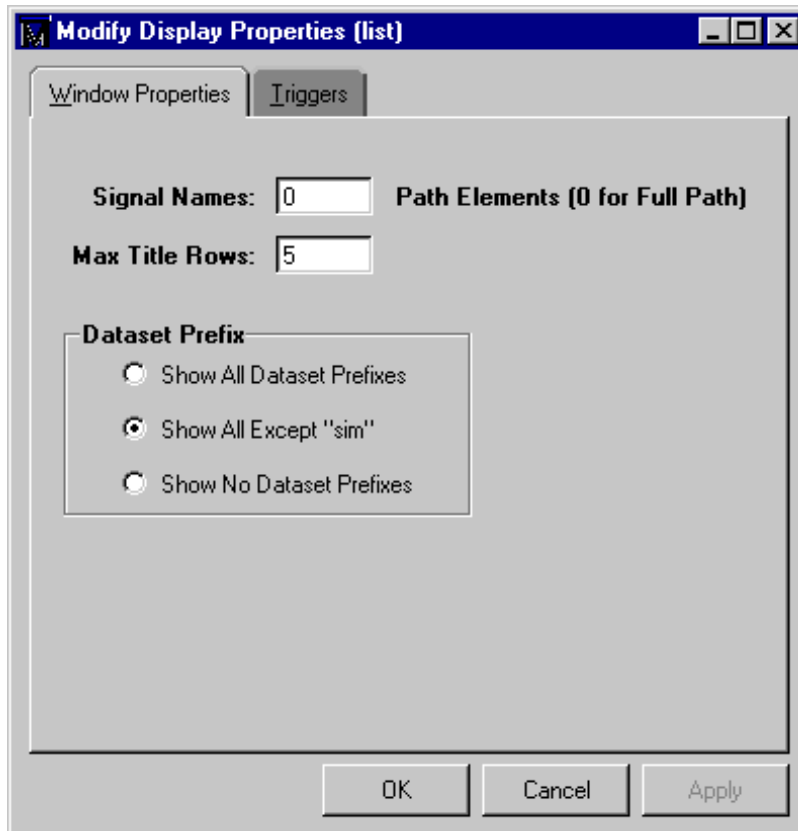 Modify Display Properties (list)
Window Properties Triggers
Signal Names: 0 Path Elements (0 for Full Path)
Max Title Rows: 5
Dataset Prefix
Show All Dataset Prefixes
Show All Except "sim"
Show No Dataset Prefixes
OK Cancel Apply